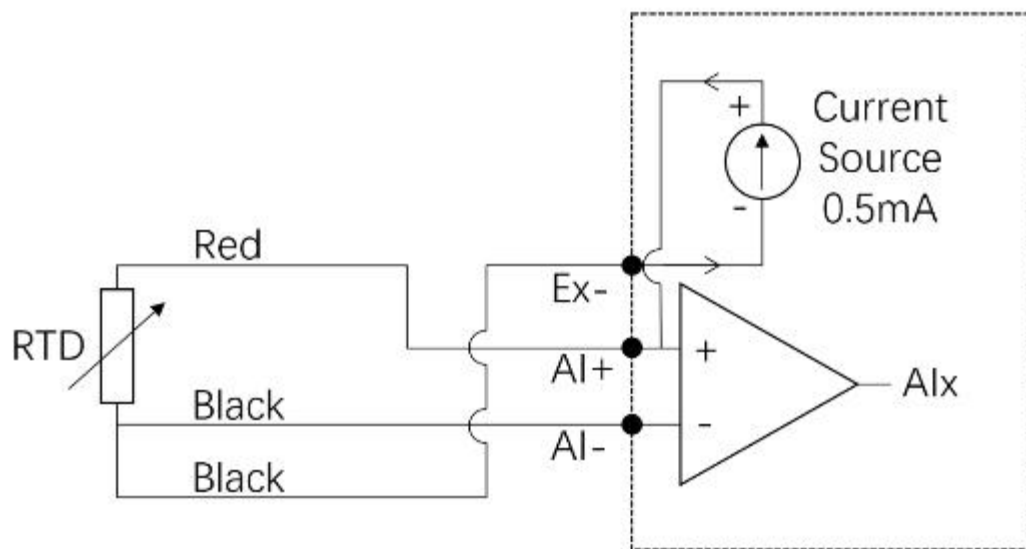 +
Current
Source
0.5mA
-
Red
Ex-
RTD
AI+
+
AIx
Black
AI-
-
Black